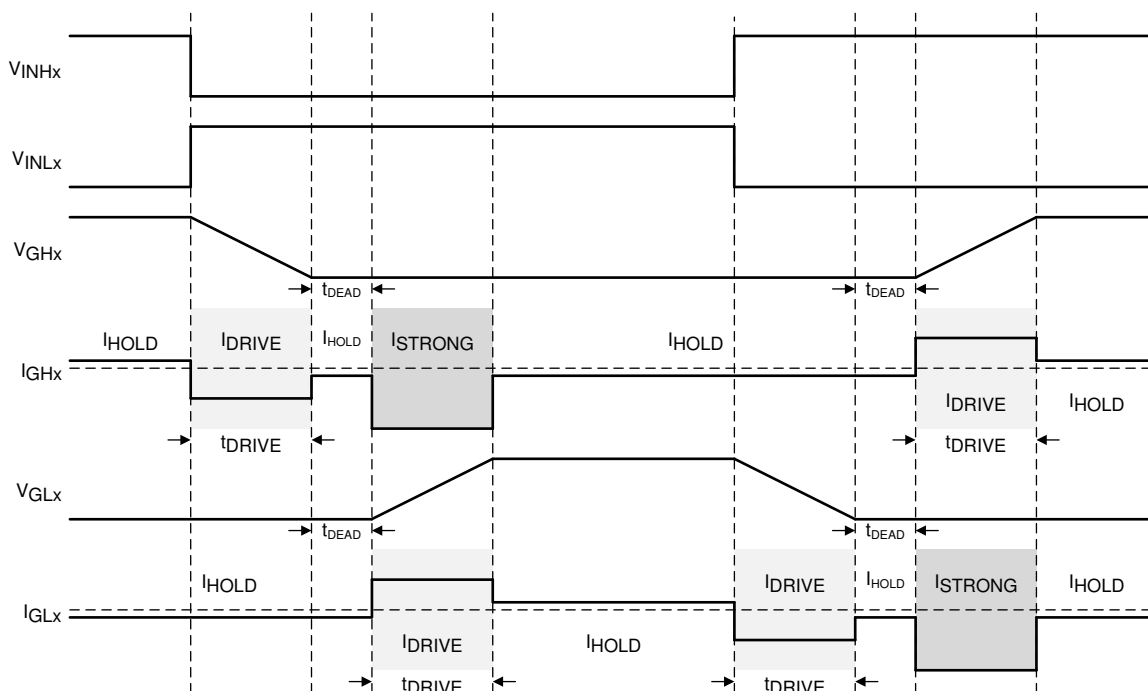 VINHx
VINLx
VGHx
tDEAD
tDEAD
IHOLD
IDRIVE
IHOLD
ISTRONG
IHOLD
IGHx
IDRIVE
IHOLD
tDRIVE
tDRIVE
VGLx
tDEAD
tDEAD
IHOLD
IDRIVE
IHOLD
ISTRONG
IHOLD
IGLx
IDRIVE
IHOLD
tDRIVE
tDRIVE